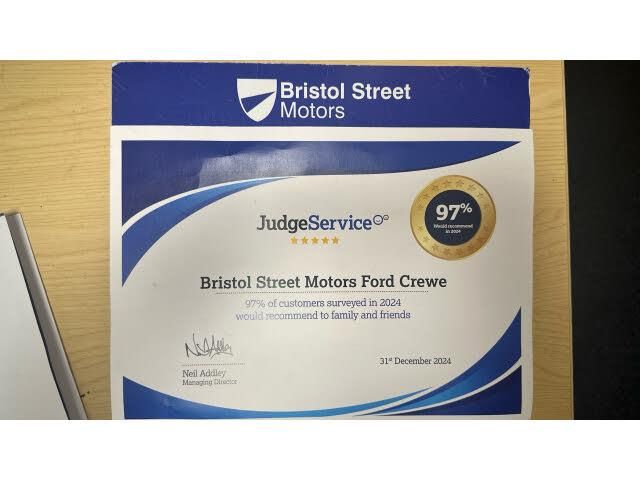 Bristol Street
Motors
JudgeService
97%
Would recommend
in 2024
Bristol Street Motors Ford Crewe
97% of customers surveyed in 2024
would recommend to family and friends
Neil Addley
Managing Director
31st December 2024